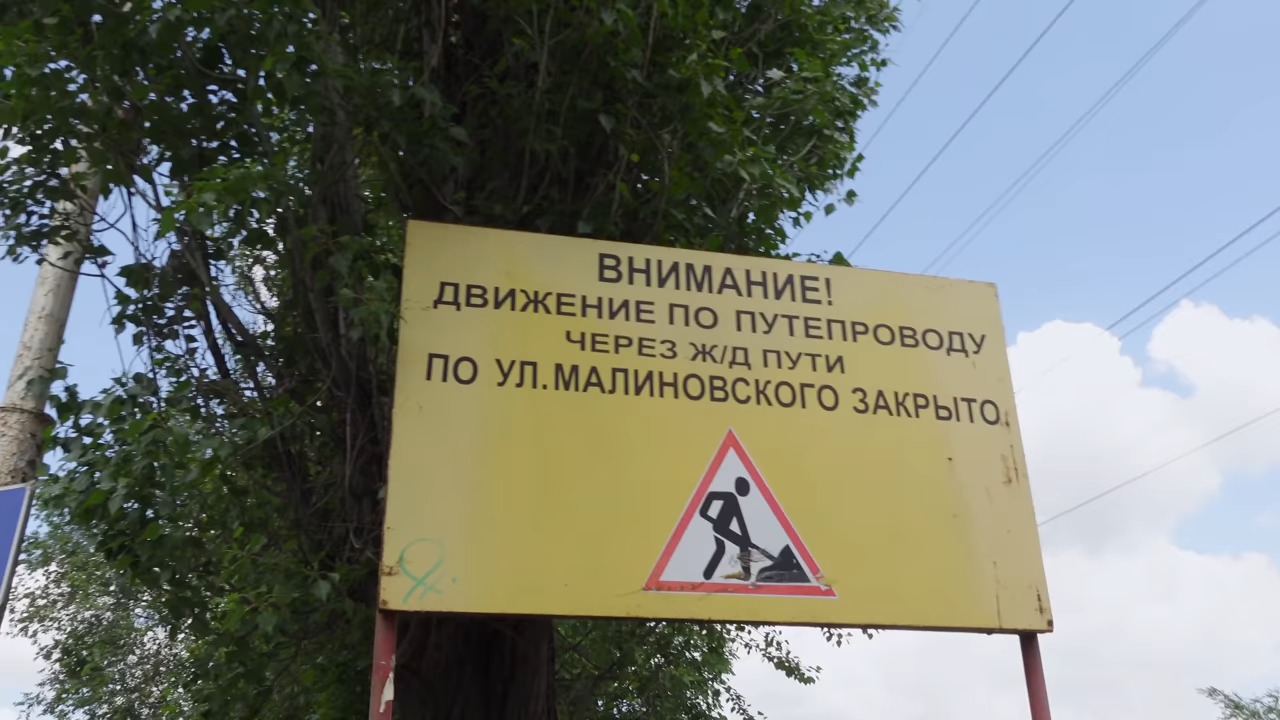 ВНИМАНИЕ!
ДВИЖЕНИЕ ПО ПУТЕПРОВОДУ
ЧЕРЕЗ Ж/Д ПУТИ
ПО УЛ.МАЛИНОВСКОГО ЗАКРЫТО